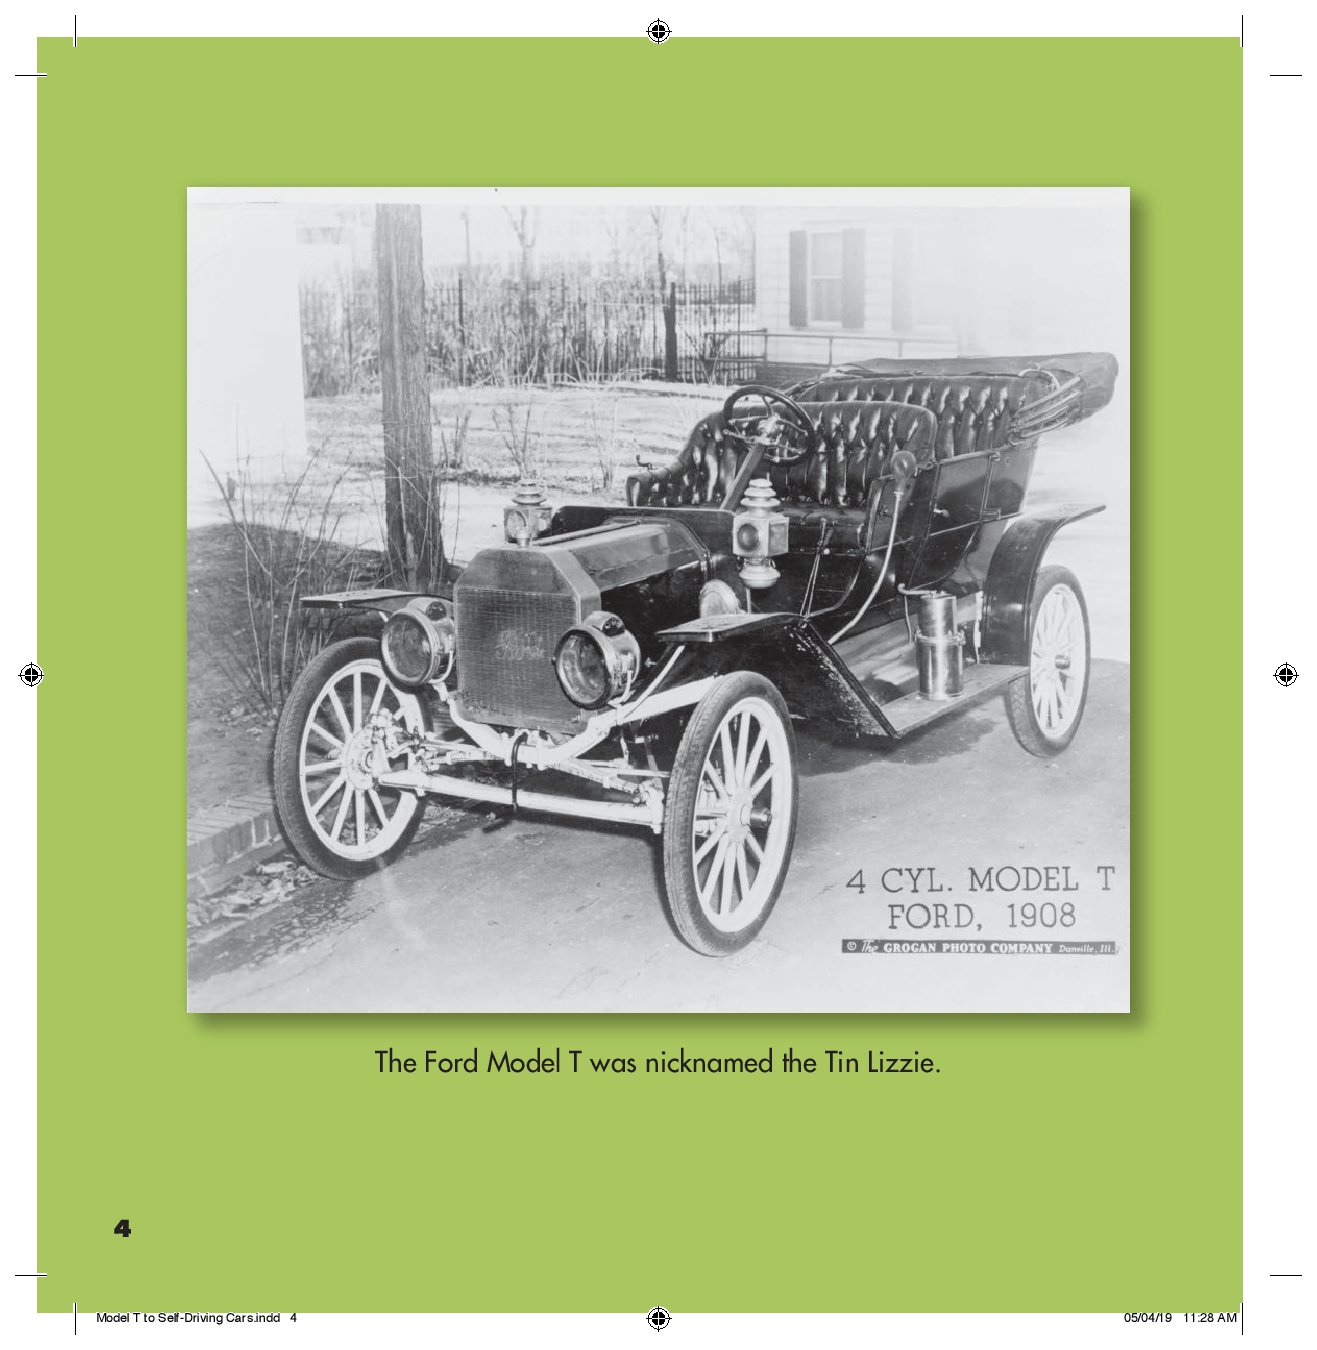 4 CYL. MODEL T
FORD, 1908
© The GROGAN PHOTO COMPANY Danville, Ill.
The Ford Model T was nicknamed the Tin Lizzie.
4
Model T to Self-Driving Cars.indd 4
05/04/19 11:28 AM